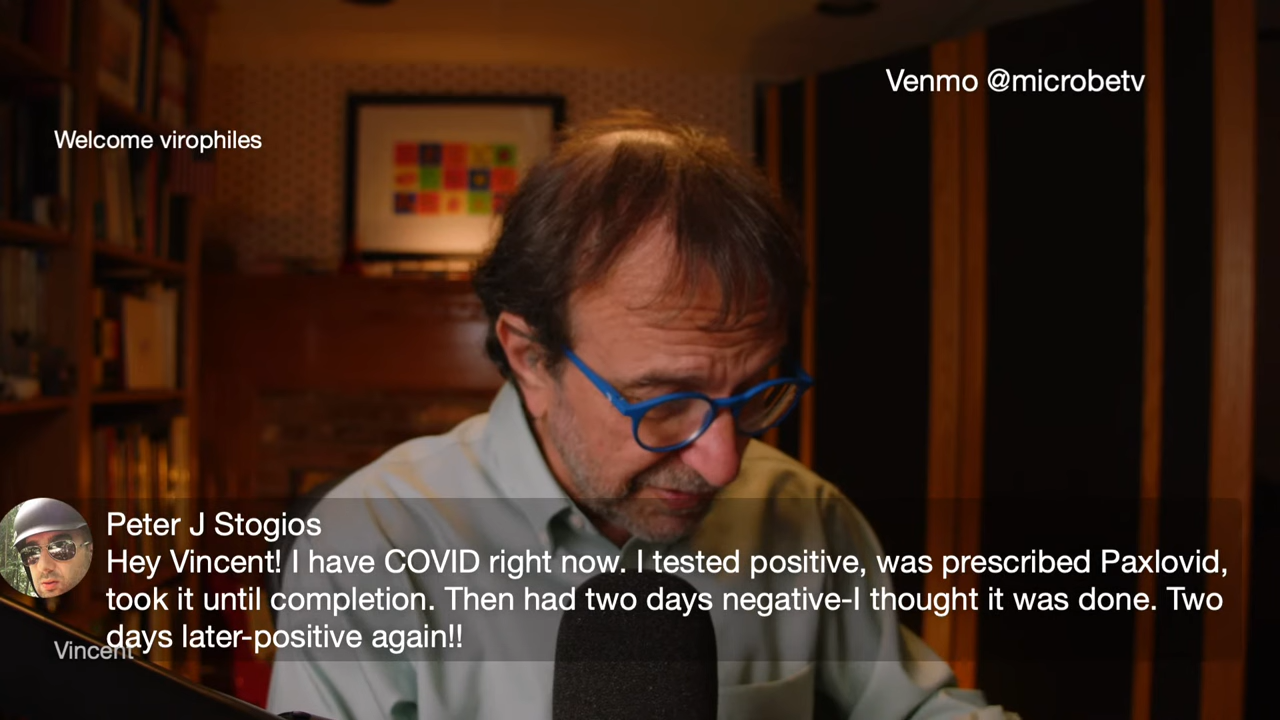 Venmo @microbetv
Welcome virophiles
Peter J Stogios
Hey Vincent! I have COVID right now. I tested positive, was prescribed Paxlovid,
took it until completion. Then had two days negative-I thought it was done. Two
days later-positive again!!
Vincent